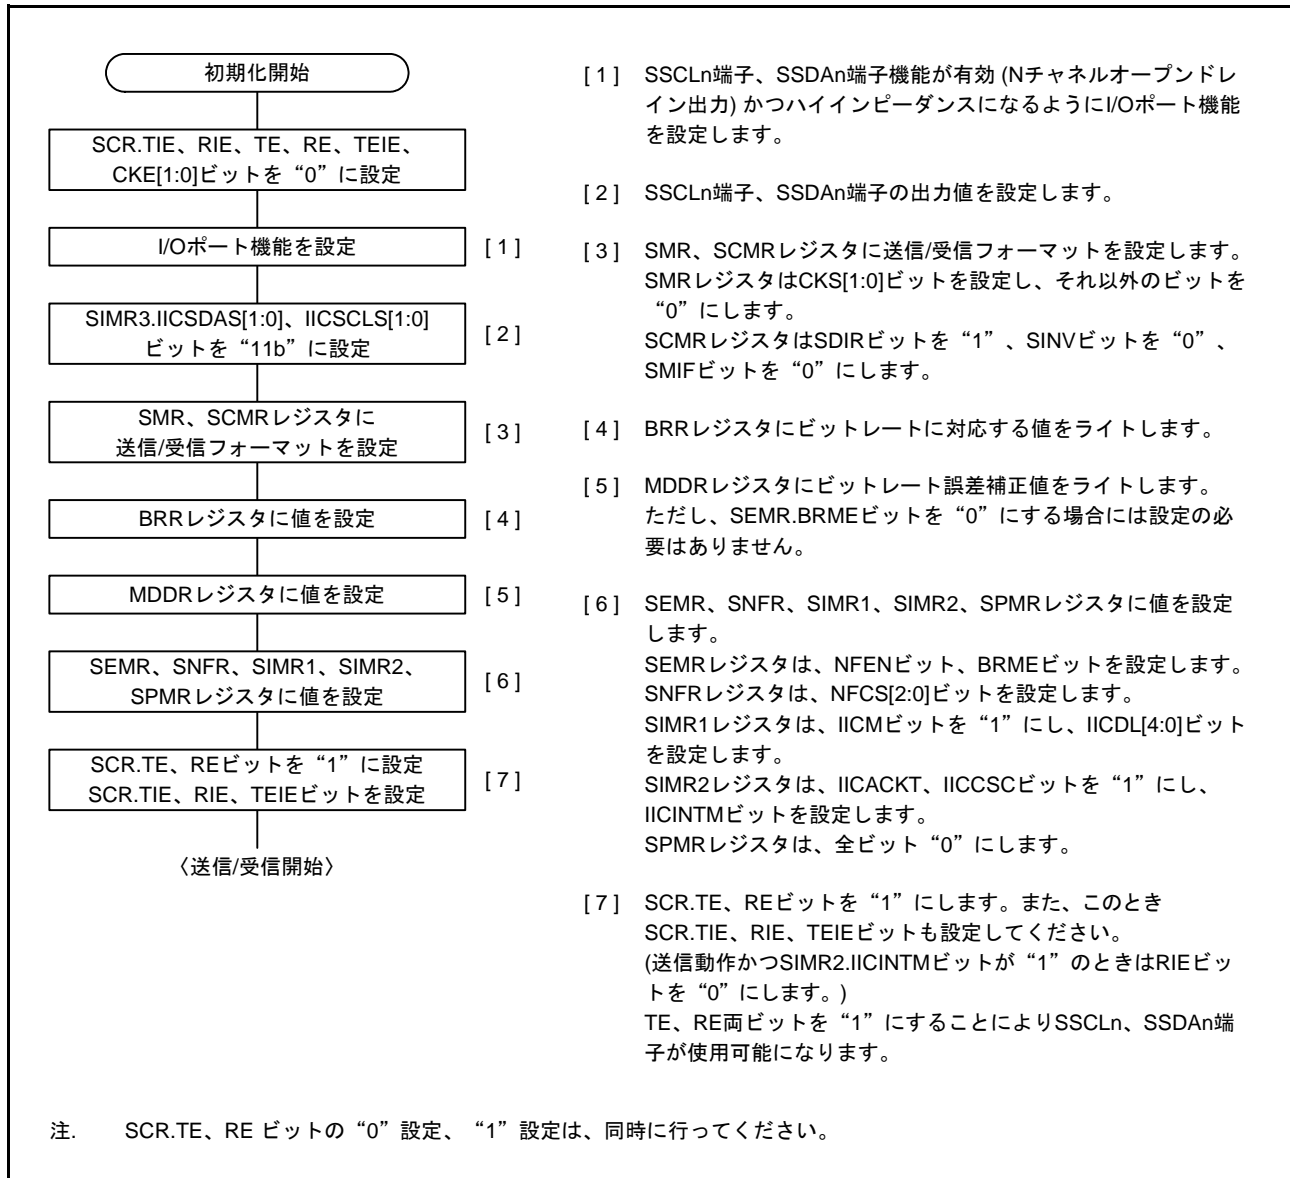 初期化開始
SCR.TIE、RIE、TE、RE、TEIE、
CKE[1:0]ビットを“0”に設定
I/Oポート機能を設定
[ 1 ]
SIMR3.IICSDAS[1:0]、IICSCLS[1:0]
ビットを“11b”に設定
[ 2 ]
SMR、SCMRレジスタに
送信/受信フォーマットを設定
[ 3 ]
BRRレジスタに値を設定
[ 4 ]
MDDRレジスタに値を設定
[ 5 ]
SEMR、SNFR、SIMR1、SIMR2、
SPMRレジスタに値を設定
[ 6 ]
SCR.TE、REビットを“1”に設定
SCR.TIE、RIE、TEIEビットを設定
[ 7 ]
〈送信/受信開始〉
[ 1 ] SSCLn端子、SSDAn端子機能が有効 (Nチャネルオープンドレ
イン出力) かつハイインピーダンスになるようにI/Oポート機能
を設定します。
[ 2 ] SSCLn端子、SSDAn端子の出力値を設定します。
[ 3 ] SMR、SCMRレジスタに送信/受信フォーマットを設定します。
SMRレジスタはCKS[1:0]ビットを設定し、それ以外のビットを
“0”にします。
SCMRレジスタはSDIRビットを“1”、SINVビットを“0”、
SMIFビットを“0”にします。
[ 4 ] BRRレジスタにビットレートに対応する値をライトします。
[ 5 ] MDDRレジスタにビットレート誤差補正値をライトします。
ただし、SEMR.BRMEビットを“0”にする場合には設定の必
要はありません。
[ 6 ] SEMR、SNFR、SIMR1、SIMR2、SPMRレジスタに値を設定
します。
SEMRレジスタは、NFENビット、BRMEビットを設定します。
SNFRレジスタは、NFCS[2:0]ビットを設定します。
SIMR1レジスタは、IICMビットを“1”にし、IICDL[4:0]ビット
を設定します。
SIMR2レジスタは、IICACKT、IICCSCビットを“1”にし、
IICINTMビットを設定します。
SPMRレジスタは、全ビット“0”にします。
[ 7 ] SCR.TE、REビットを“1”にします。また、このとき
SCR.TIE、RIE、TEIEビットも設定してください。
(送信動作かつSIMR2.IICINTMビットが“1”のときはRIEビッ
トを“0”にします。)
TE、RE両ビットを“1”にすることによりSSCLn、SSDAn端
子が使用可能になります。
注. SCR.TE、RE ビットの“0”設定、“1”設定は、同時に行ってください。